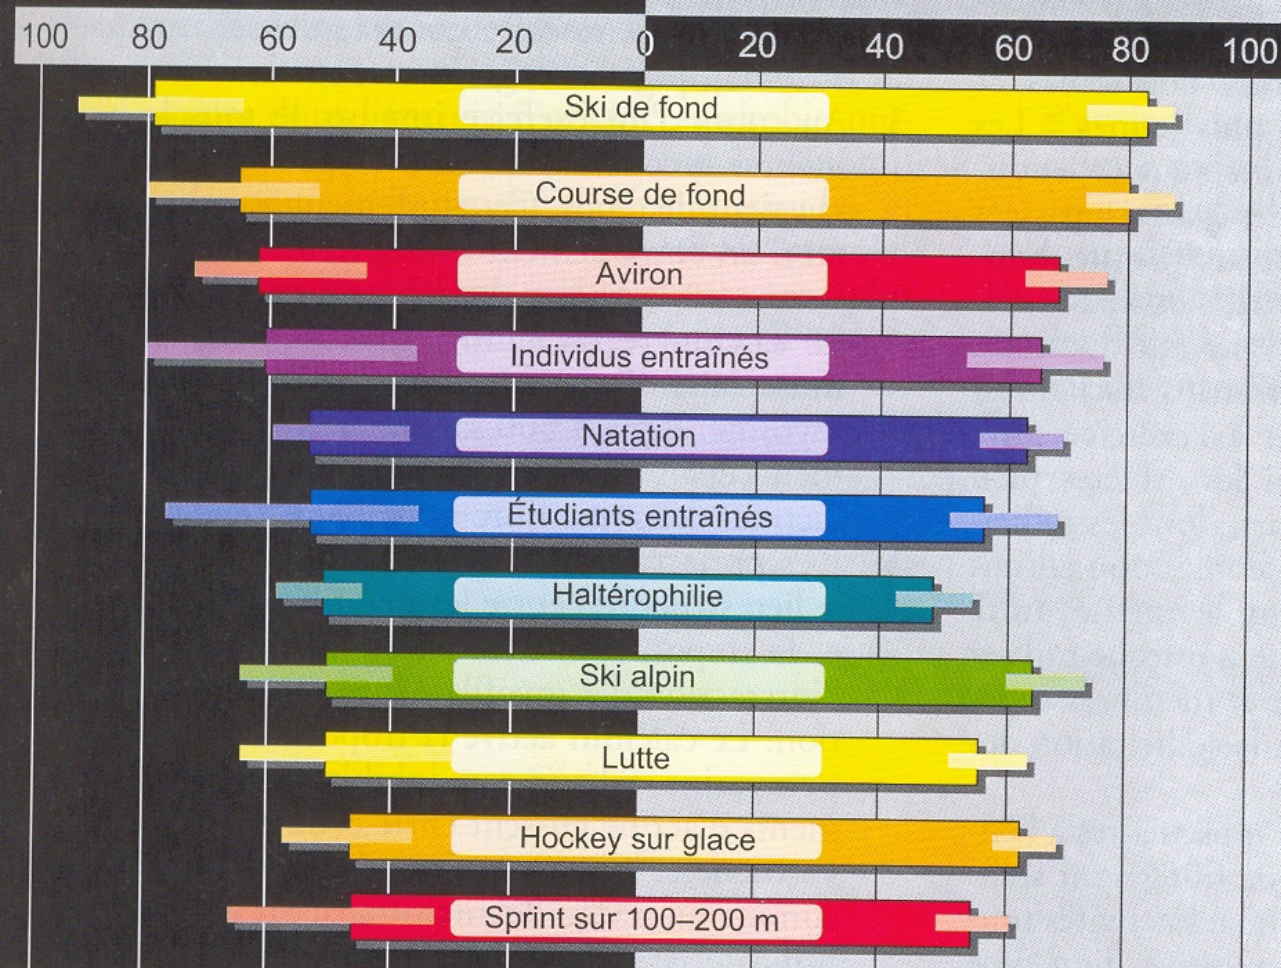 100 80 60 40 20 0 20 40 60 80 100
Ski de fond
Course de fond
Aviron
Individus entraînés
Natation
Étudiants entraînés
Haltérophilie
Ski alpin
Lutte
Hockey sur glace
Sprint sur 100–200 m